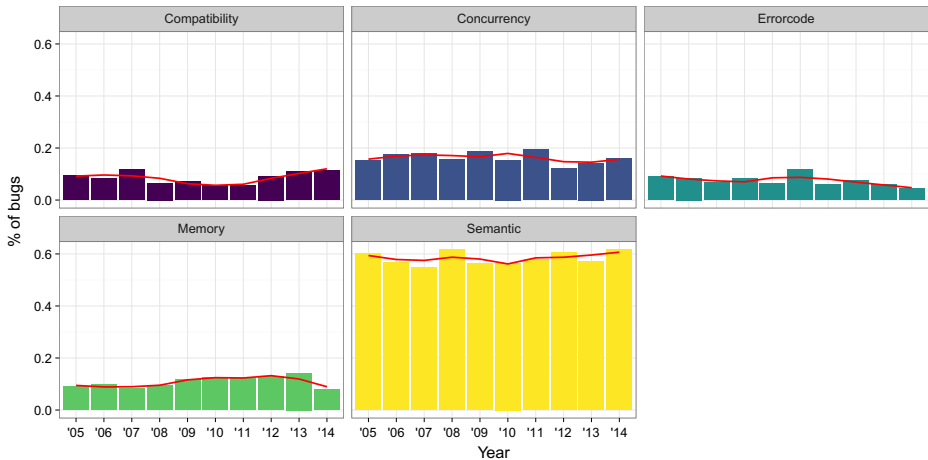 Compatibility
Concurrency
Errorcode
% of bugs
0.6
0.4
0.2
0.0
Memory
Semantic
0.6
0.4
0.2
0.0
'05 '06 '07 '08 '09 '10 '11 '12 '13 '14
'05 '06 '07 '08 '09 '10 '11 '12 '13 '14
Year